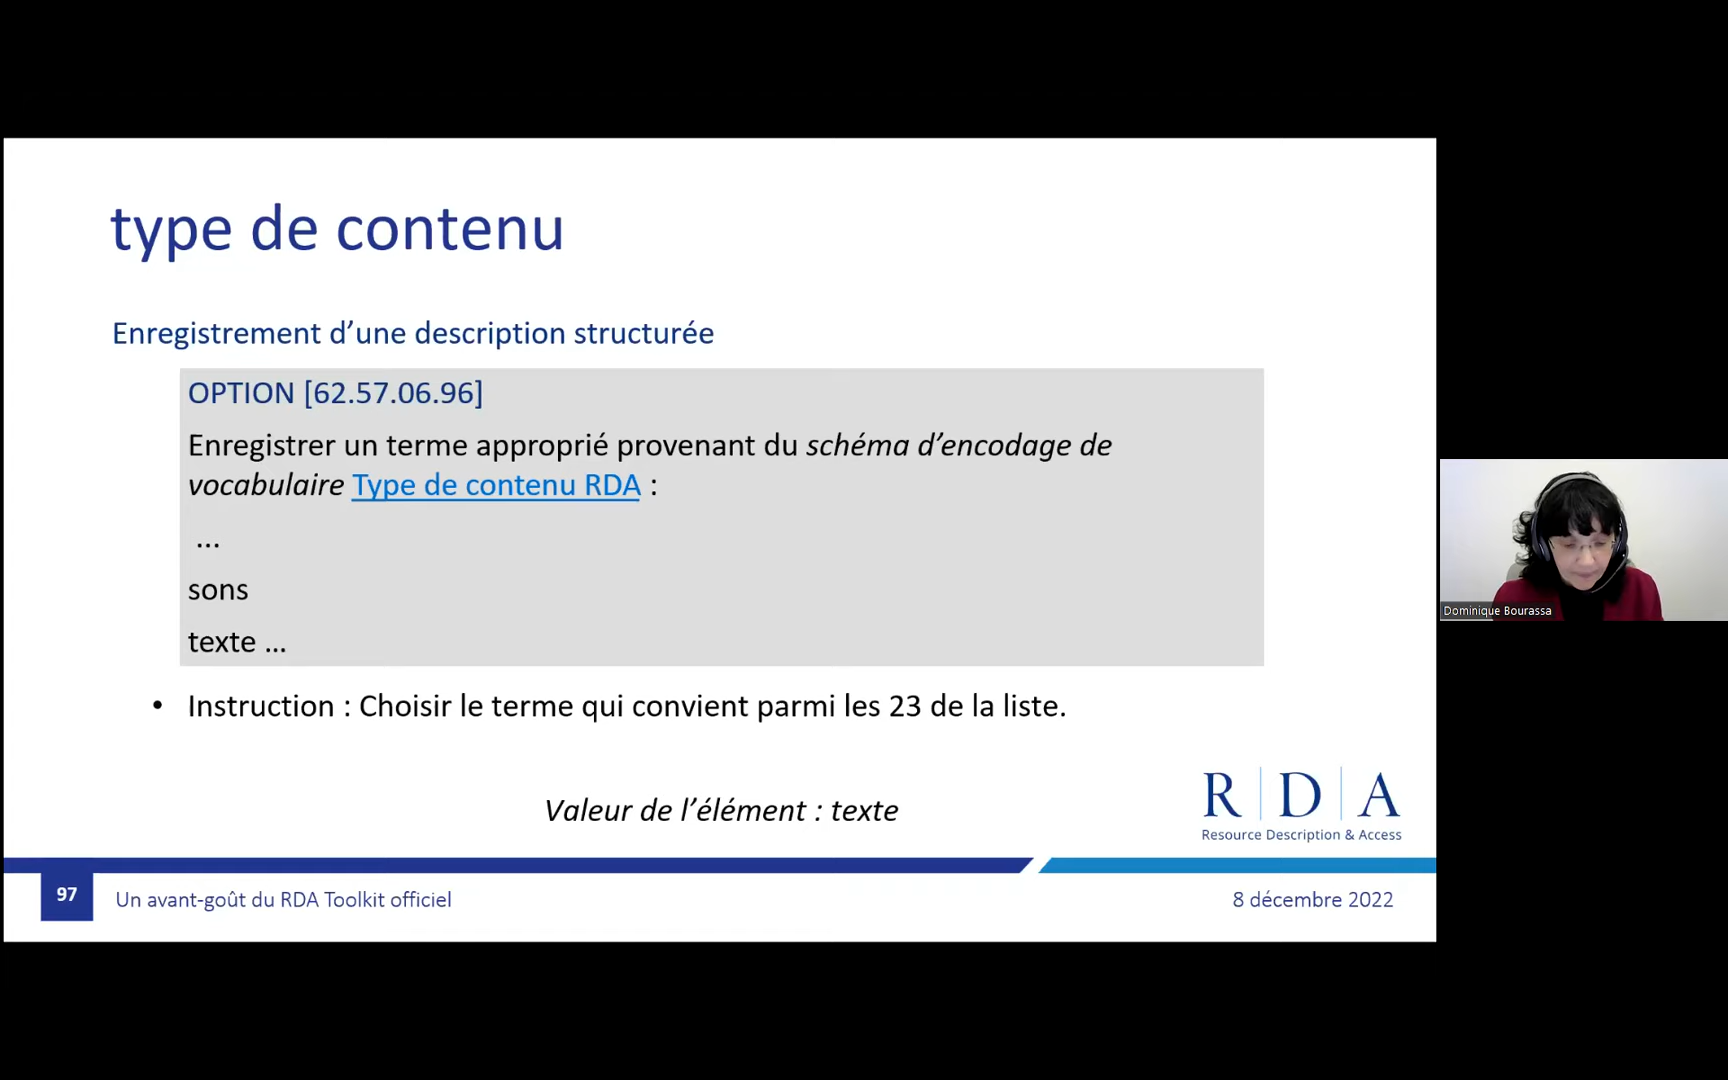 type de contenu
Enregistrement d’une description structurée
OPTION [62.57.06.96]
Enregistrer un terme approprié provenant du schéma d’encodage de
vocabulaire Type de contenu RDA :
...
sons
texte ...
• Instruction : Choisir le terme qui convient parmi les 23 de la liste.
Valeur de l’élément : texte
R D A
Resource Description & Access
97
Un avant-goût du RDA Toolkit officiel
8 décembre 2022
Dominique Bourassa